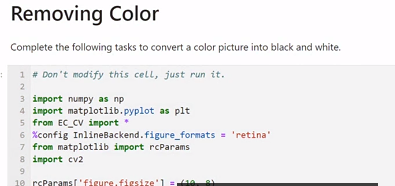 Removing Color
Complete the following tasks to convert a color picture into black and white.
1 # Don't modify this cell, just run it.
2
3 import numpy as np
4 import matplotlib.pyplot as plt
5 from EC_CV import *
6 %config InlineBackend.figure_formats = 'retina'
7 from matplotlib import rcParams
8 import cv2
9
10 rcParams['figure.figsize'] = (10, 8)